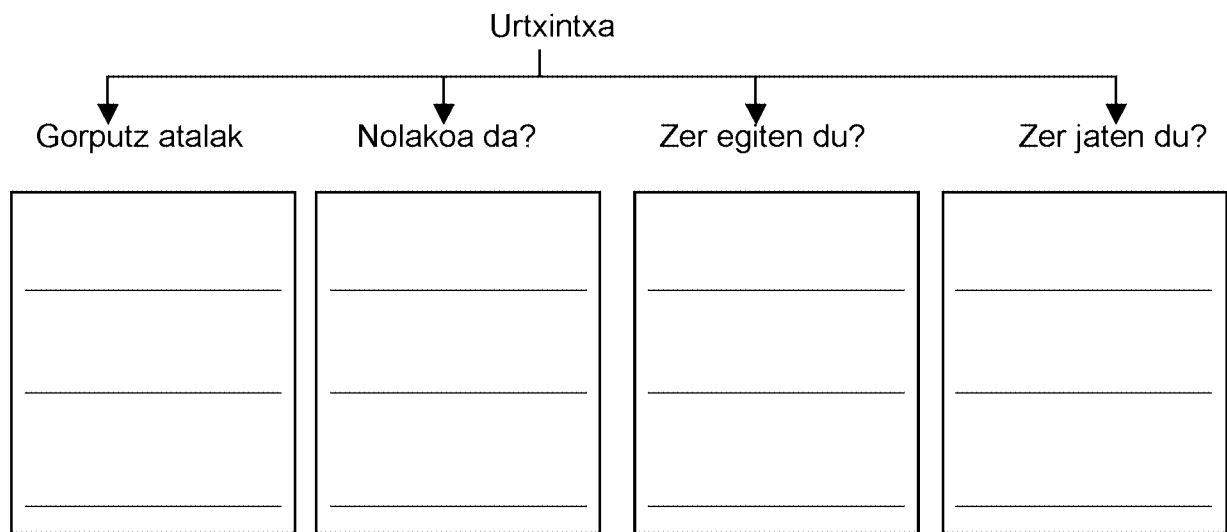 Urtxintxa
Gorputz atalak Nolakoa da? Zer egiten du? Zer jaten du?